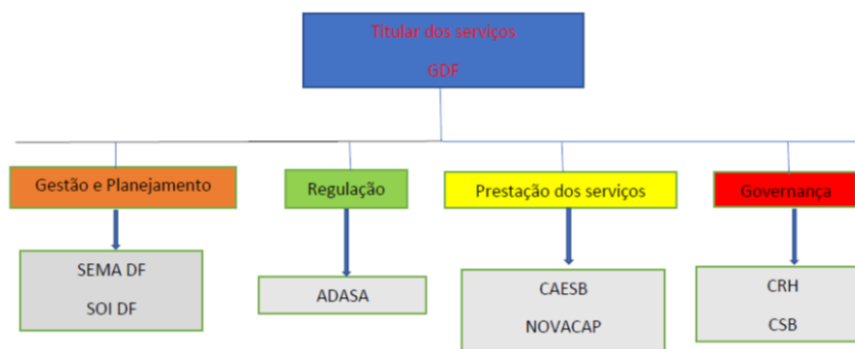 Titular dos serviços
GDF
Gestão e Planejamento
Regulação
Prestação dos serviços
Governança
SEMA DF
SOI DF
ADASA
CAESB
NOVACAP
CRH
CSB